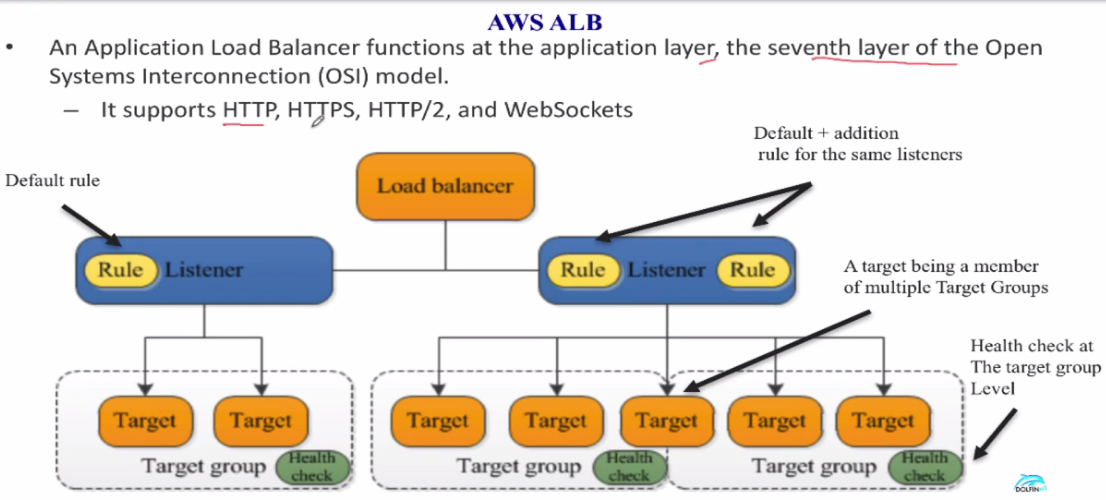 AWS ALB
• An Application Load Balancer functions at the application layer, the seventh layer of the Open
Systems Interconnection (OSI) model.
– It supports HTTP, HTTPS, HTTP/2, and WebSockets
Default + addition
rule for the same listeners
Default rule
Load balancer
Rule Listener
Rule Listener Rule
A target being a member
of multiple Target Groups
Health check at
The target group
Level
Target Target
Target Target Target Target Target
Target group
Health
check
Target group
Health
check
Target group
Health
check
DOLFIN